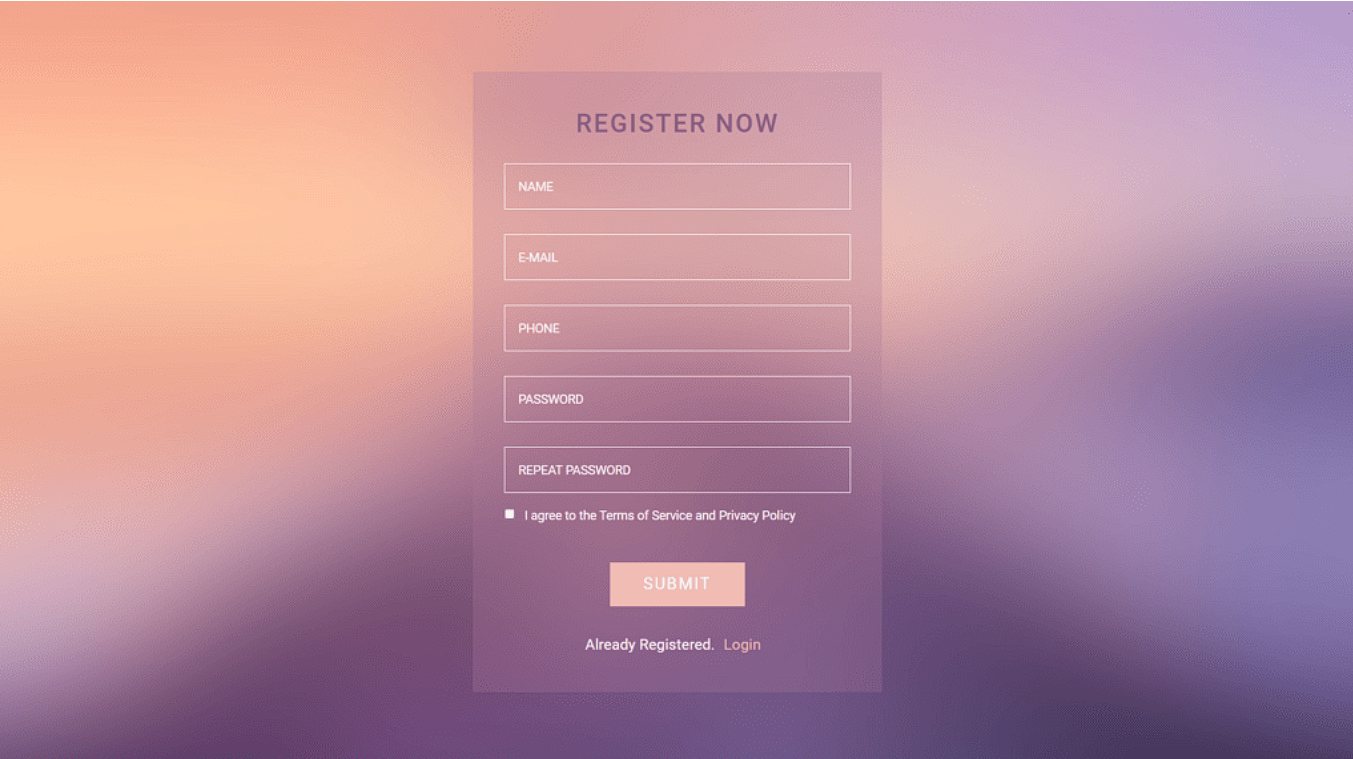 REGISTER NOW
NAME
E-MAIL
PHONE
PASSWORD
REPEAT PASSWORD
I agree to the Terms of Service and Privacy Policy
SUBMIT
Already Registered. Login